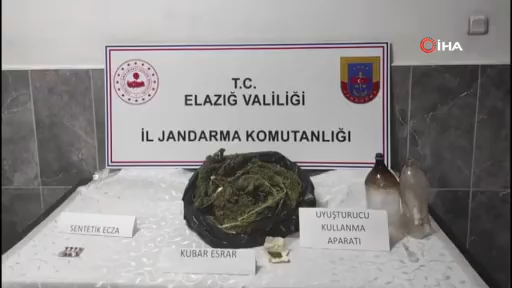 İHA
T.C.
ELAZIĞ VALİLİĞİ
İL JANDARMA KOMUTANLIĞI
SENTETİK ECZA
KUBAR ESRAR
UYUŞTURUCU
KULLANMA
APARATI